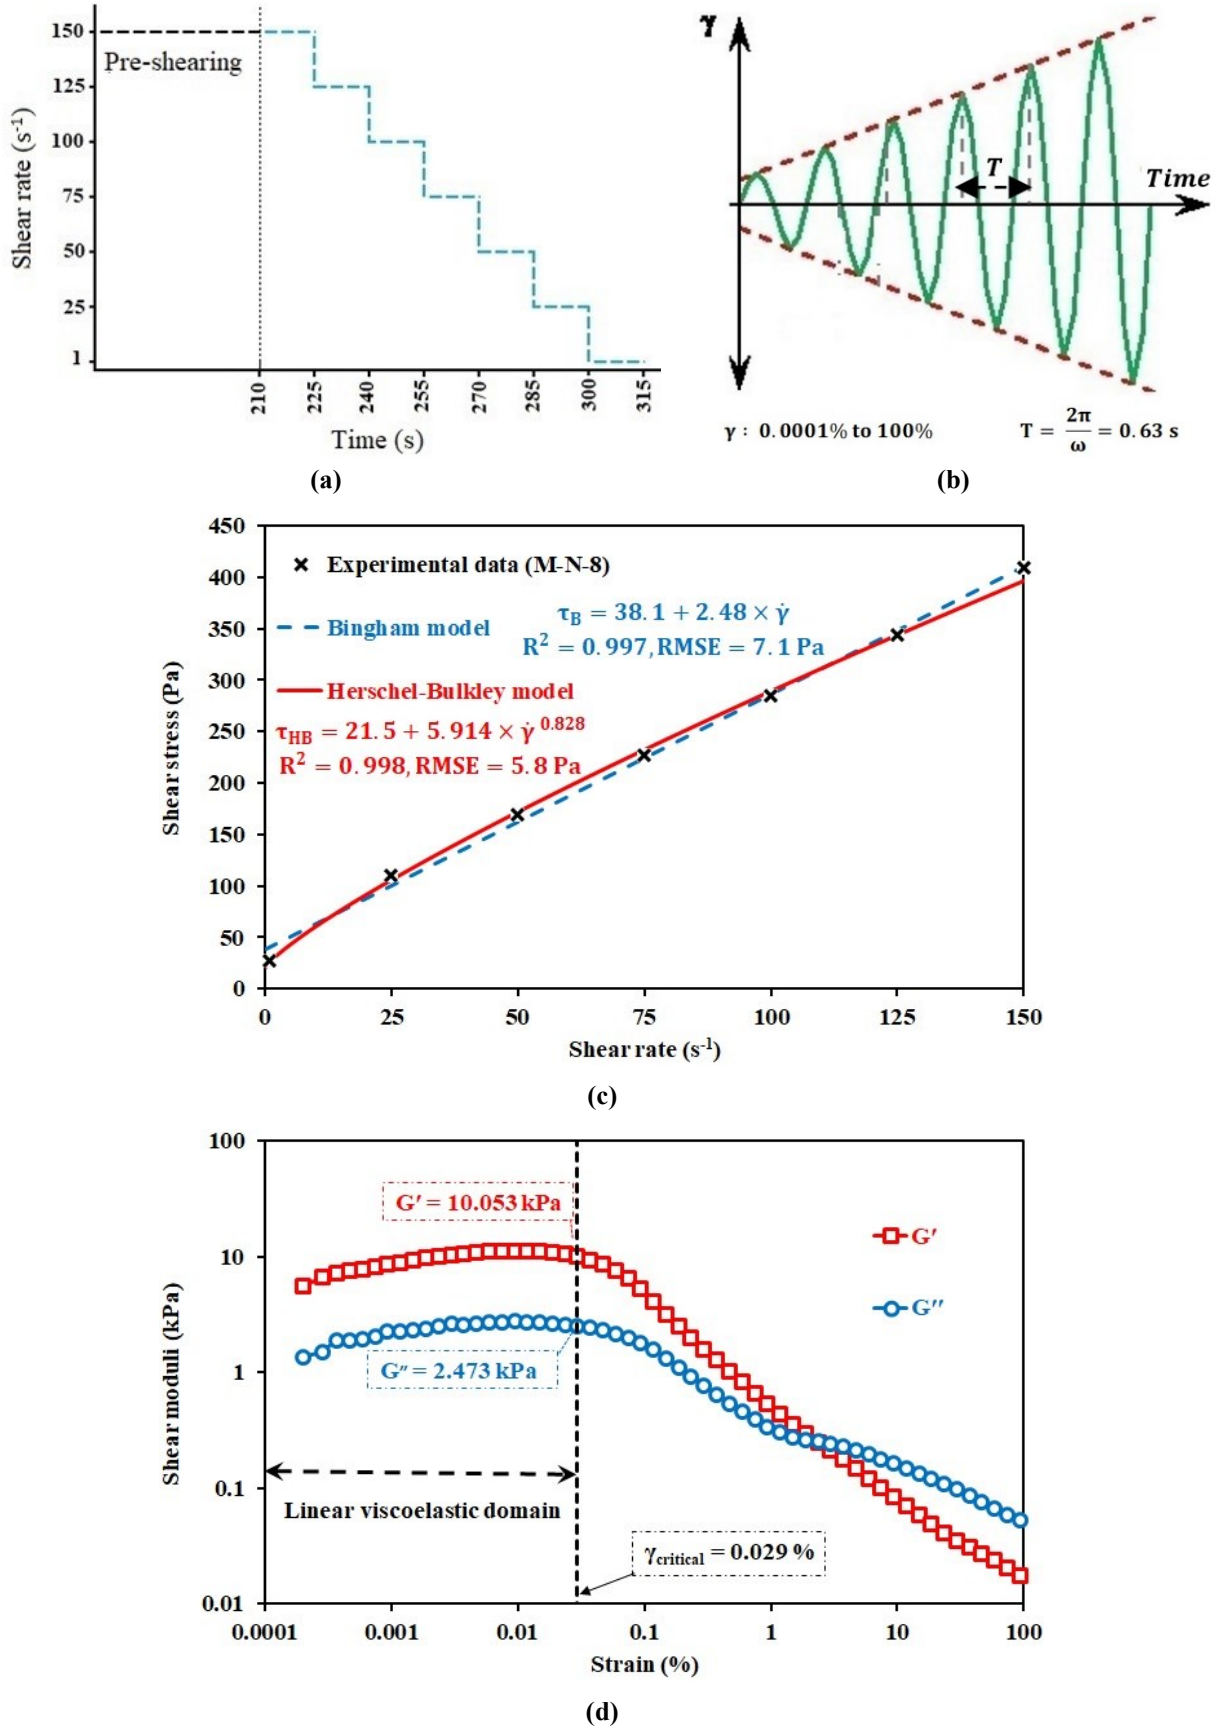 150
125
100
75
50
25
1
Shear rate (s⁻¹)
Pre-shearing
210
225
240
255
270
285
300
315
Time (s)
(a)
γ
T
Time
γ : 0.0001% to 100%
T = 2π/ω = 0.63 s
(b)
450
400
350
300
250
200
150
100
50
0
Shear stress (Pa)
Experimental data (M-N-8)
Bingham model
τB = 38.1 + 2.48 × γ̇
R² = 0.997, RMSE = 7.1 Pa
Herschel-Bulkley model
τHB = 21.5 + 5.914 × γ̇ 0.828
R² = 0.998, RMSE = 5.8 Pa
0
25
50
75
100
125
150
Shear rate (s⁻¹)
(c)
100
10
1
0.1
0.01
Shear moduli (kPa)
G′ = 10.053 kPa
G′
G″
G″ = 2.473 kPa
Linear viscoelastic domain
γcritical = 0.029 %
0.0001
0.001
0.01
0.1
1
10
100
Strain (%)
(d)